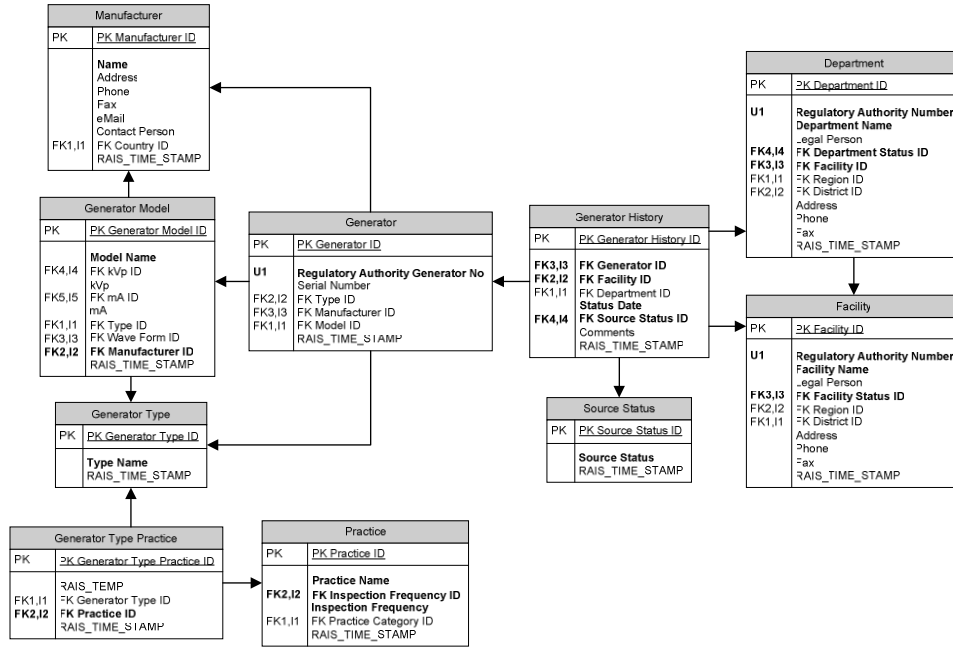 Manufacturer
PK PK Manufacturer ID
Name
Address
Phone
Fax
eMail
Contact Person
FK1,I1 FK Country ID
RAIS_TIME_STAMP
Generator Model
PK PK Generator Model ID
Model Name
FK4,I4 FK kVp ID
kVp
FK5,I5 FK mA ID
mA
FK1,I1 FK Type ID
FK3,I3 FK Wave Form ID
FK2,I2 FK Manufacturer ID
RAIS_TIME_STAMP
Generator
PK PK Generator ID
U1 Regulatory Authority Generator No
Serial Number
FK2,I2 FK Type ID
FK3,I3 FK Manufacturer ID
FK1,I1 FK Model ID
RAIS_TIME_STAMP
Generator History
PK PK Generator History ID
FK3,I3 FK Generator ID
FK2,I2 FK Facility ID
FK1,I1 FK Department ID
Status Date
FK4,I4 FK Source Status ID
Comments
RAIS_TIME_STAMP
Department
PK PK Department ID
U1 Regulatory Authority Number
Department Name
Legal Person
FK4,I4 FK Department Status ID
FK3,I3 FK Facility ID
FK1,I1 FK Region ID
FK2,I2 FK District ID
Address
Phone
Fax
RAIS_TIME_STAMP
Facility
PK PK Facility ID
U1 Regulatory Authority Number
Facility Name
Legal Person
FK3,I3 FK Facility Status ID
FK2,I2 FK Region ID
FK1,I1 FK District ID
Address
Phone
Fax
RAIS_TIME_STAMP
Generator Type
PK PK Generator Type ID
Type Name
RAIS_TIME_STAMP
Source Status
PK PK Source Status ID
Source Status
RAIS_TIME_STAMP
Generator Type Practice
PK PK Generator Type Practice ID
RAIS_TEMP
FK1,I1 FK Generator Type ID
FK2,I2 FK Practice ID
RAIS_TIME_STAMP
Practice
PK PK Practice ID
Practice Name
FK2,I2 FK Inspection Frequency ID
Inspection Frequency
FK1,I1 FK Practice Category ID
RAIS_TIME_STAMP